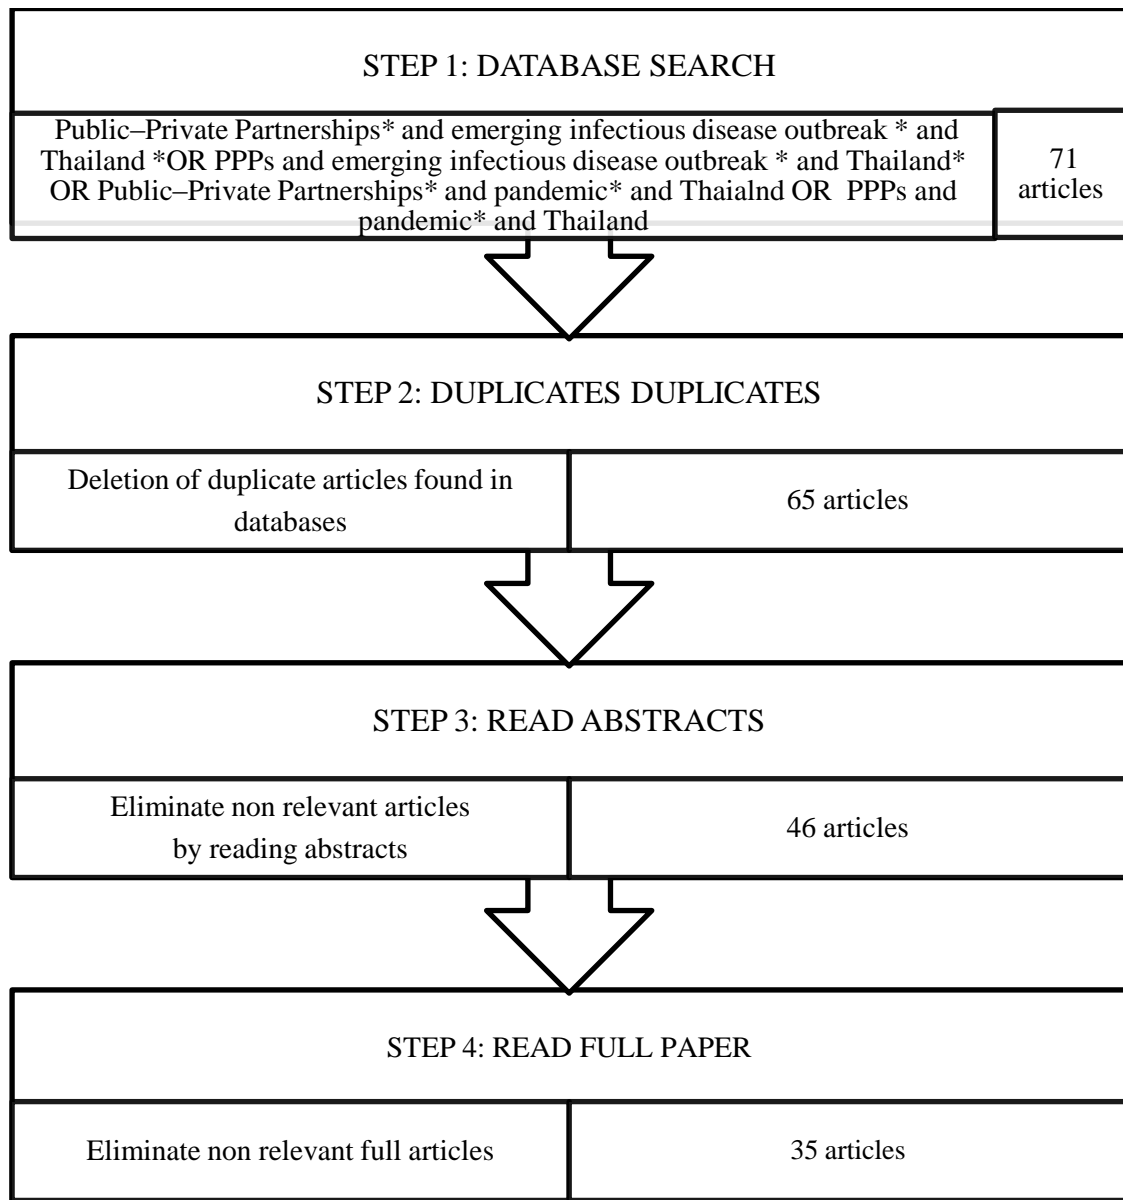 STEP 1: DATABASE SEARCH
Public–Private Partnerships* and emerging infectious disease outbreak * and
Thailand *OR PPPs and emerging infectious disease outbreak * and Thailand*
OR Public–Private Partnerships* and pandemic* and Thaialnd OR PPPs and
pandemic* and Thailand
71
articles
STEP 2: DUPLICATES DUPLICATES
Deletion of duplicate articles found in
databases
65 articles
STEP 3: READ ABSTRACTS
Eliminate non relevant articles
by reading abstracts
46 articles
STEP 4: READ FULL PAPER
Eliminate non relevant full articles
35 articles